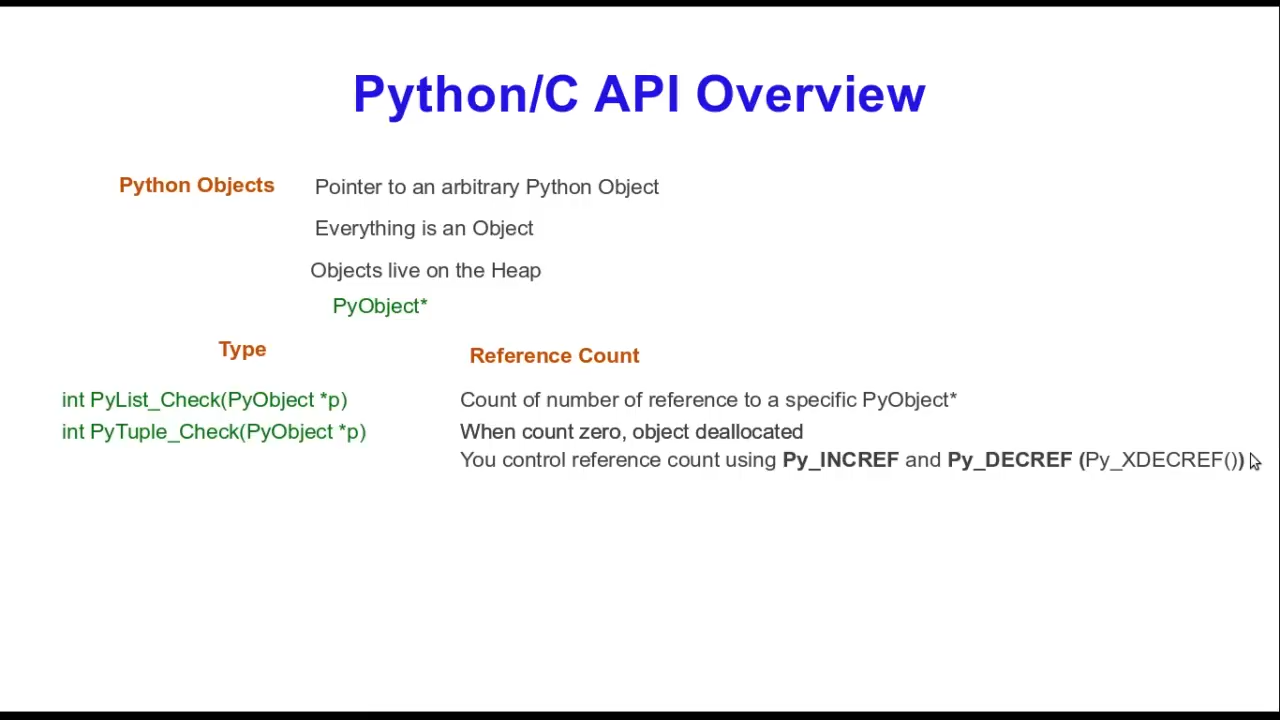 Python/C API Overview
Python Objects
Pointer to an arbitrary Python Object
Everything is an Object
Objects live on the Heap
PyObject*
Type
int PyList_Check(PyObject *p)
int PyTuple_Check(PyObject *p)
Reference Count
Count of number of reference to a specific PyObject*
When count zero, object deallocated
You control reference count using Py_INCREF and Py_DECREF (Py_XDECREF())